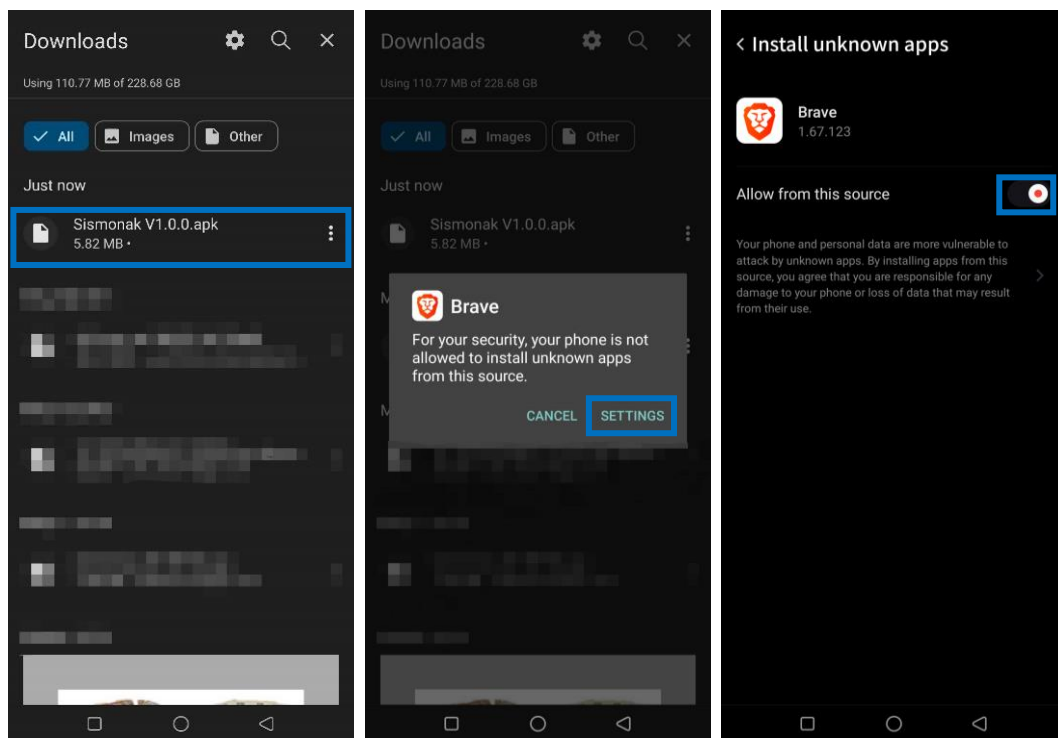 Downloads
Using 110.77 MB of 228.68 GB
All
Images
Other
Just now
Sismonak V1.0.0.apk
5.82 MB •
Downloads
Using 110.77 MB of 228.68 GB
All
Images
Other
Just now
Sismonak V1.0.0.apk
5.82 MB •
M
Brave
For your security, your phone is not
allowed to install unknown apps
from this source.
CANCEL
SETTINGS
M
< Install unknown apps
Brave
1.67.123
Allow from this source
Your phone and personal data are more vulnerable to
attack by unknown apps. By installing apps from this
source, you agree that you are responsible for any
damage to your phone or loss of data that may result
from their use.